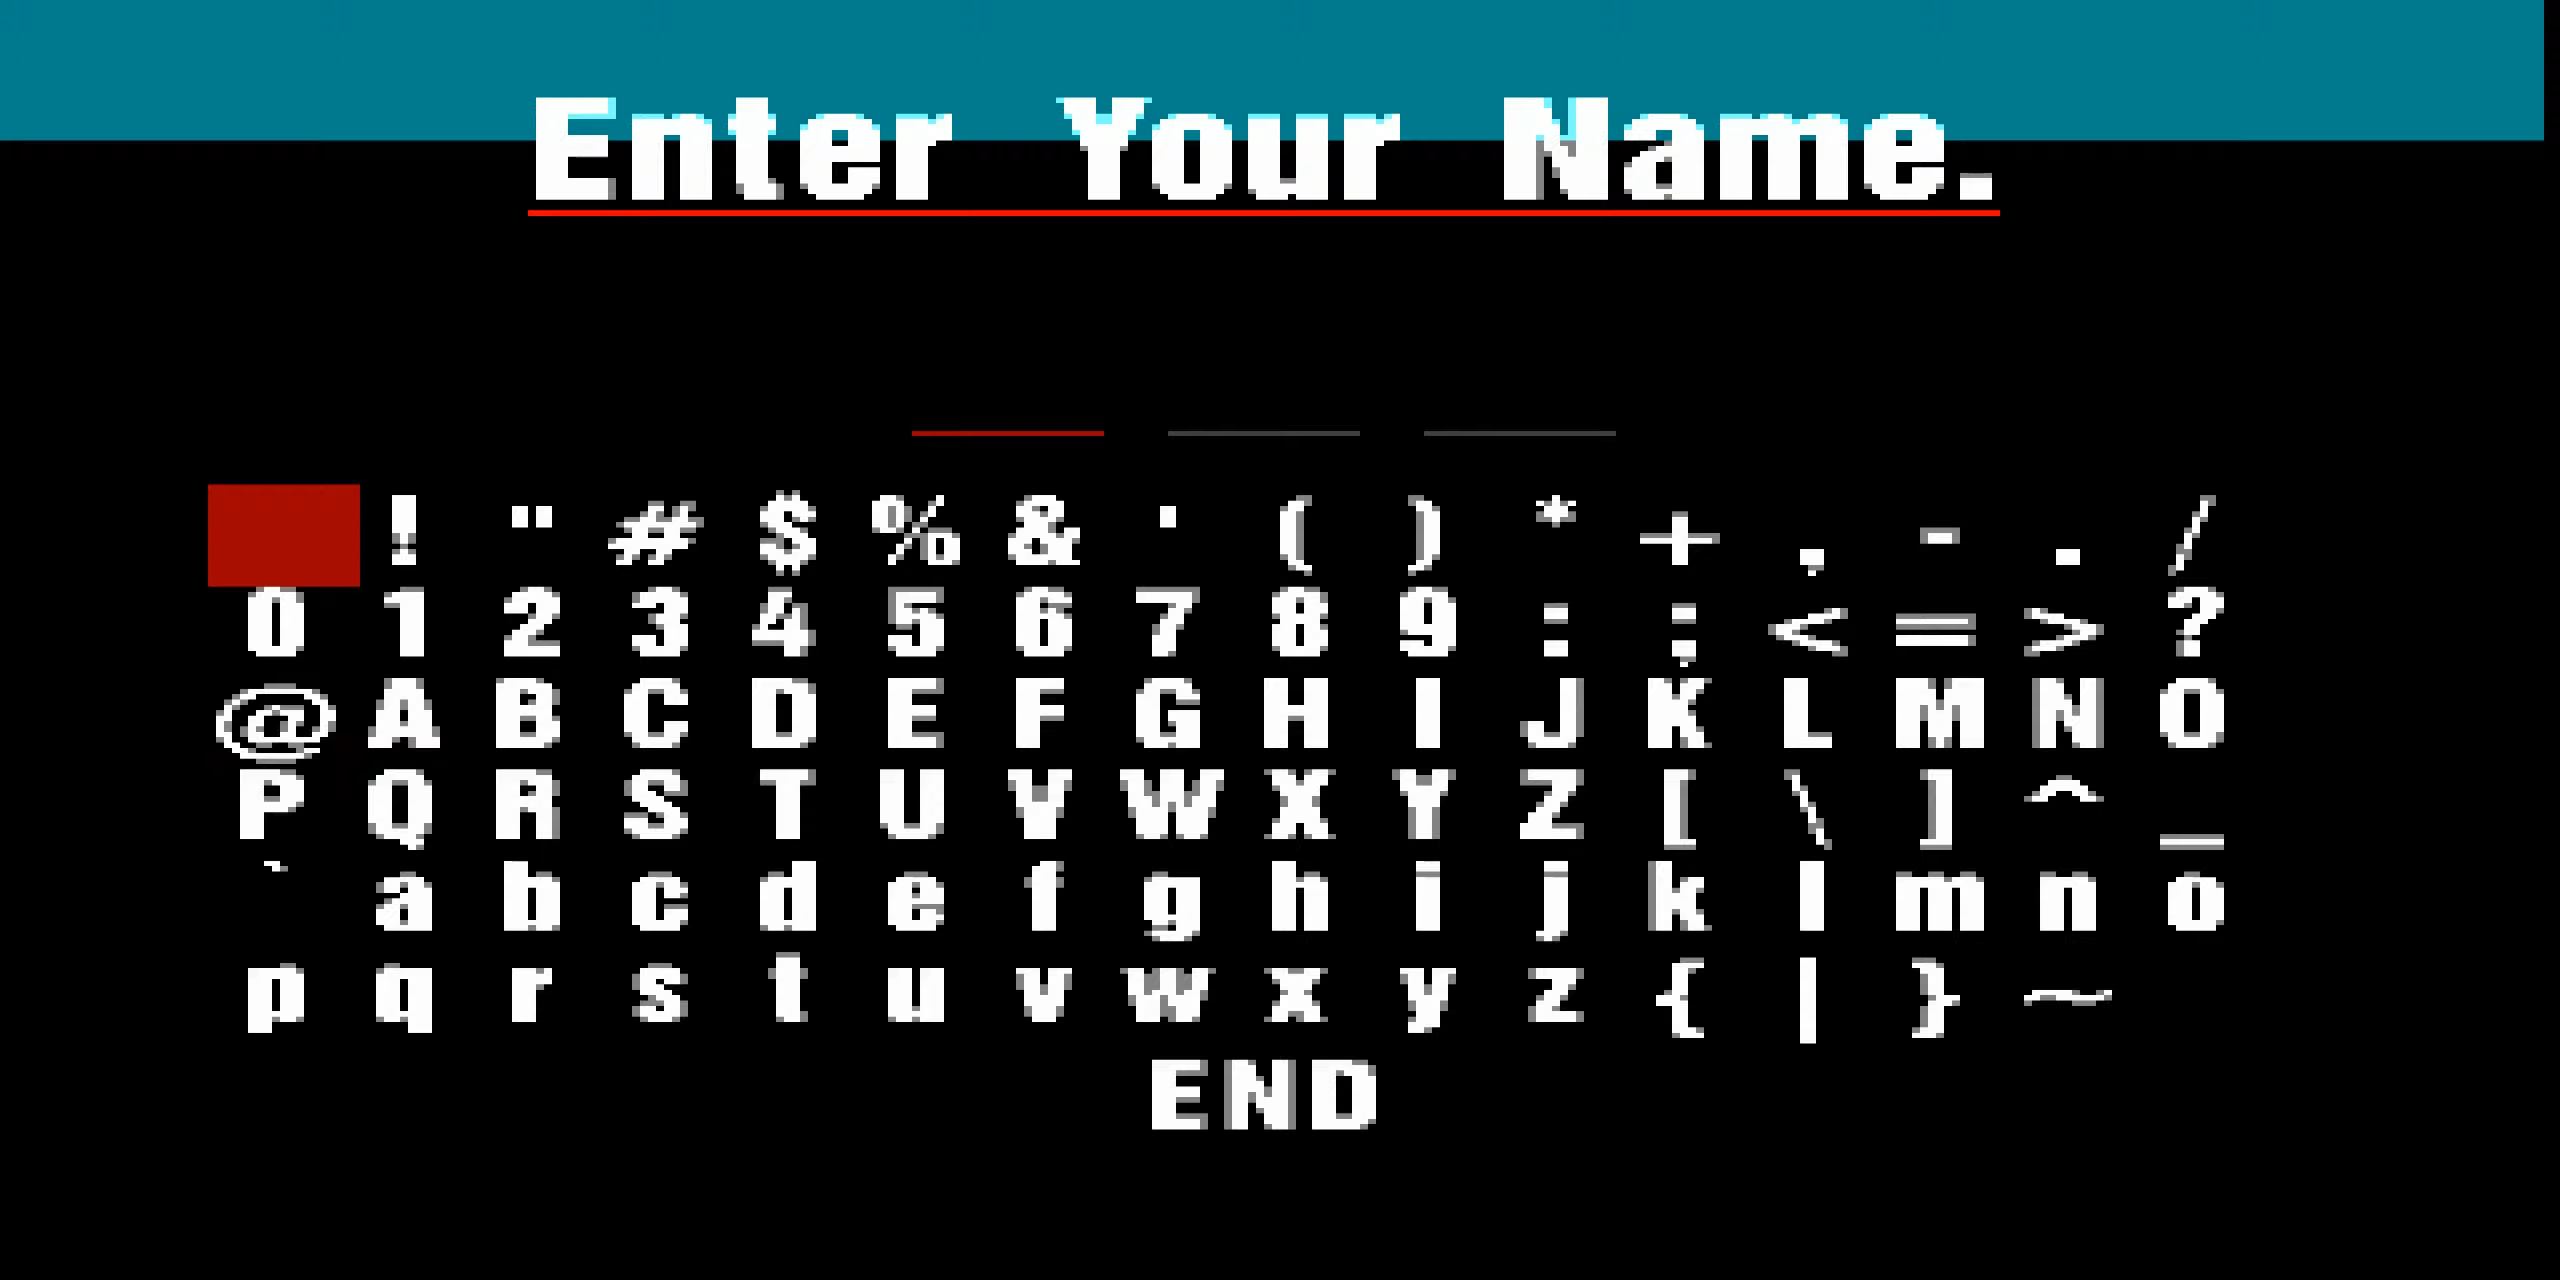 Enter Your Name.
! " # $ % & ' ( ) * + , - . /
0 1 2 3 4 5 6 7 8 9 : ; < = > ?
@ A B C D E F G H I J K L M N O
P Q R S T U V W X Y Z [ \ ] ^ _
` a b c d e f g h i j k l m n o
p q r s t u v w x y z { | } ~
END